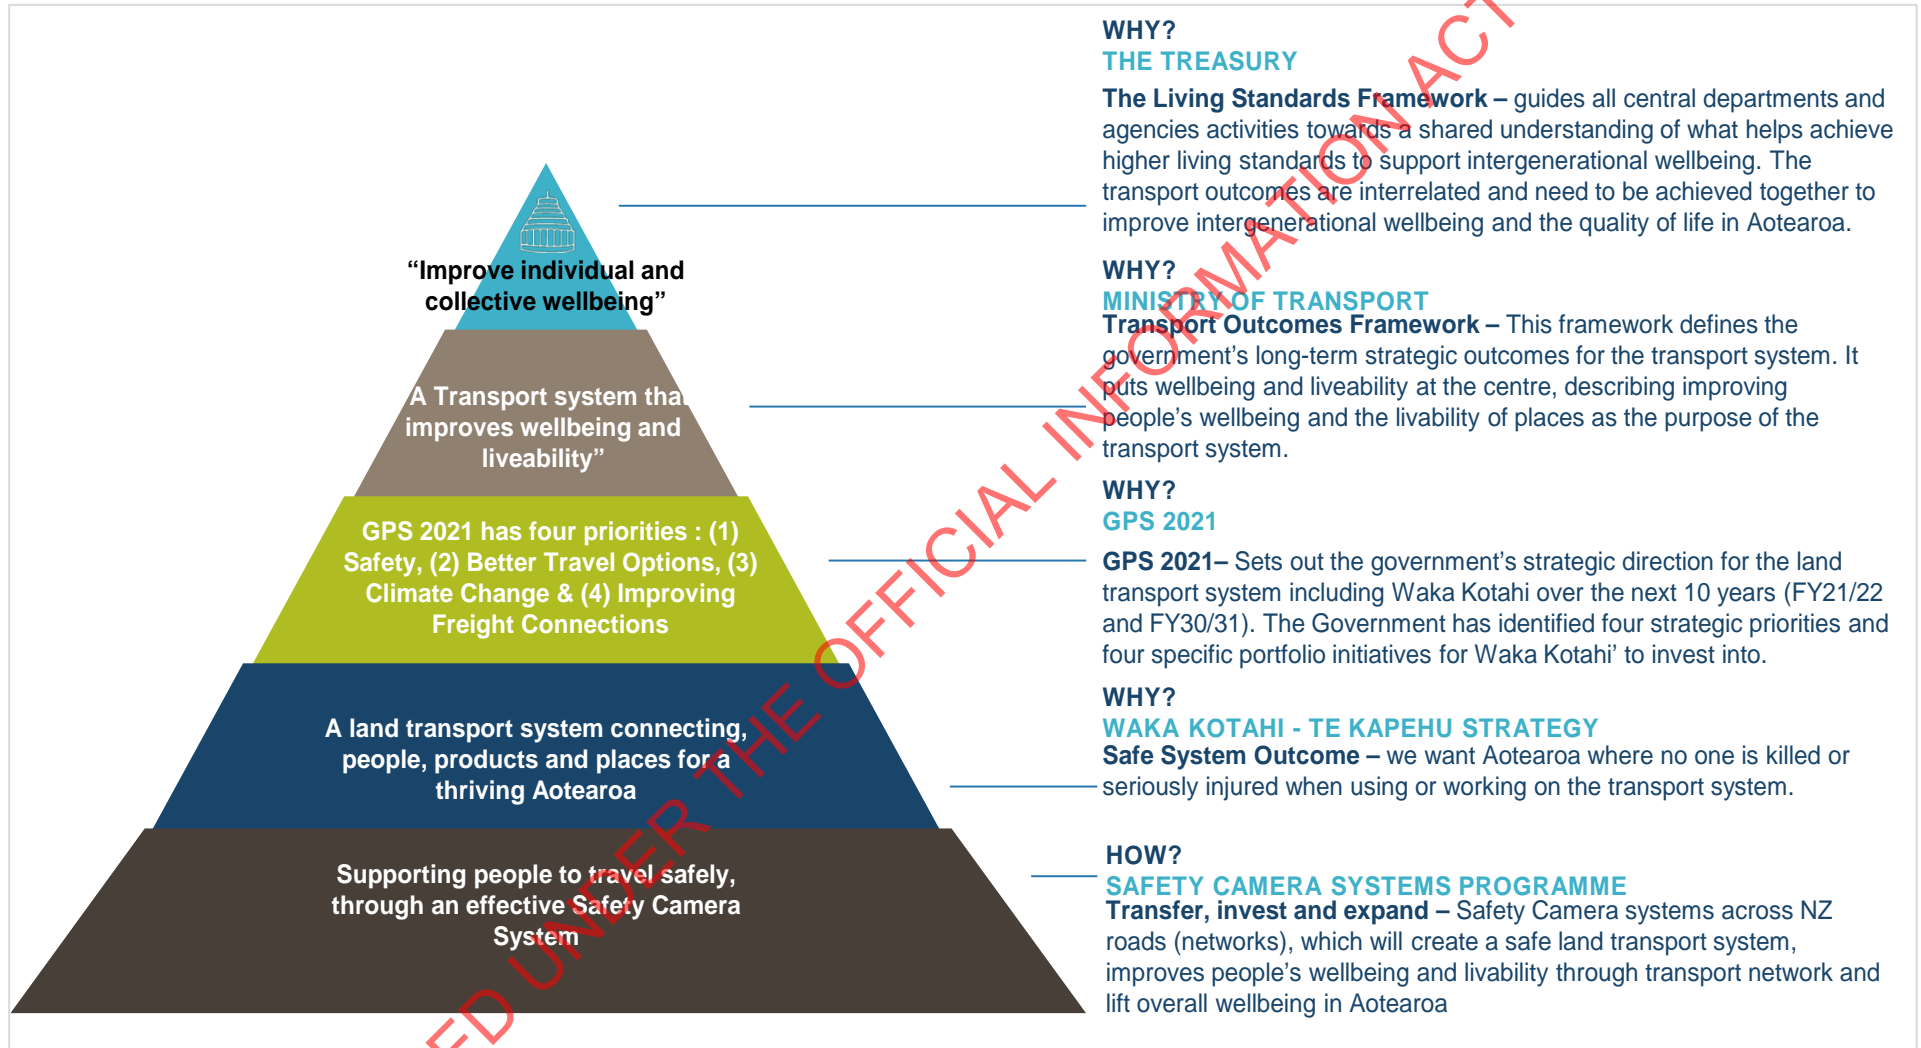 “Improve individual and
collective wellbeing”
A Transport system that
improves wellbeing and
liveability”
GPS 2021 has four priorities : (1)
Safety, (2) Better Travel Options, (3)
Climate Change & (4) Improving
Freight Connections
A land transport system connecting,
people, products and places for a
thriving Aotearoa
Supporting people to travel safely,
through an effective Safety Camera
System
WHY?
THE TREASURY
The Living Standards Framework – guides all central departments and
agencies activities towards a shared understanding of what helps achieve
higher living standards to support intergenerational wellbeing. The
transport outcomes are interrelated and need to be achieved together to
improve intergenerational wellbeing and the quality of life in Aotearoa.
WHY?
MINISTRY OF TRANSPORT
Transport Outcomes Framework – This framework defines the
government’s long-term strategic outcomes for the transport system. It
puts wellbeing and liveability at the centre, describing improving
people’s wellbeing and the livability of places as the purpose of the
transport system.
WHY?
GPS 2021
GPS 2021– Sets out the government’s strategic direction for the land
transport system including Waka Kotahi over the next 10 years (FY21/22
and FY30/31). The Government has identified four strategic priorities and
four specific portfolio initiatives for Waka Kotahi’ to invest into.
WHY?
WAKA KOTAHI - TE KAPEHU STRATEGY
Safe System Outcome – we want Aotearoa where no one is killed or
seriously injured when using or working on the transport system.
HOW?
SAFETY CAMERA SYSTEMS PROGRAMME
Transfer, invest and expand – Safety Camera systems across NZ
roads (networks), which will create a safe land transport system,
improves people’s wellbeing and livability through transport network and
lift overall wellbeing in Aotearoa
UNDER THE OFFICIAL INFORMATION ACT